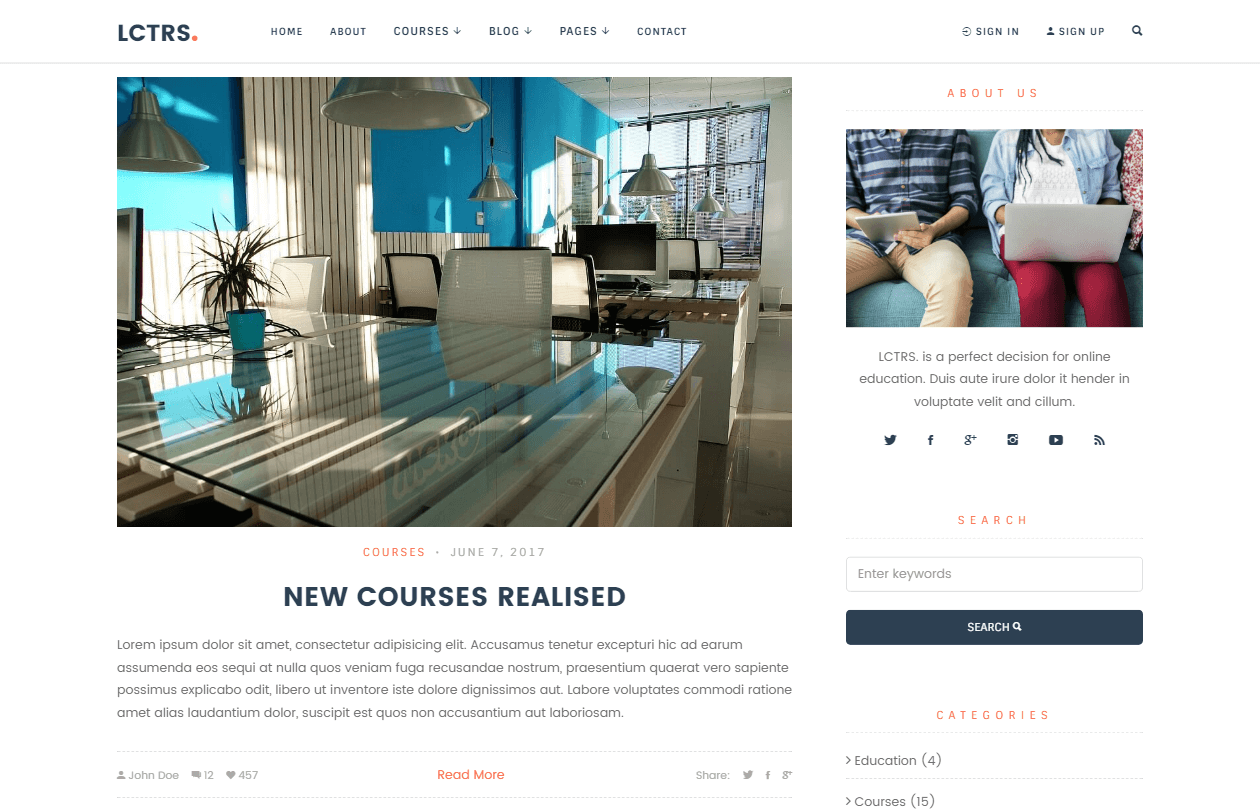 LCTRS.
HOME ABOUT COURSES BLOG PAGES CONTACT
SIGN IN SIGN UP
COURSES • JUNE 7, 2017
NEW COURSES REALISED
Lorem ipsum dolor sit amet, consectetur adipisicing elit. Accusamus tenetur excepturi hic ad earum
assumenda eos sequi at nulla quos veniam fuga recusandae nostrum, praesentium quaerat vero sapiente
possimus explicabo odit, libero ut inventore iste dolore dignissimos aut. Labore voluptates commodi ratione
amet alias laudantium dolor, suscipit est quos non accusantium aut laboriosam.
John Doe 12 457
Read More
Share:
ABOUT US
LCTRS. is a perfect decision for online
education. Duis aute irure dolor it hender in
voluptate velit and cillum.
SEARCH
Enter keywords
SEARCH
CATEGORIES
Education (4)
Courses (15)